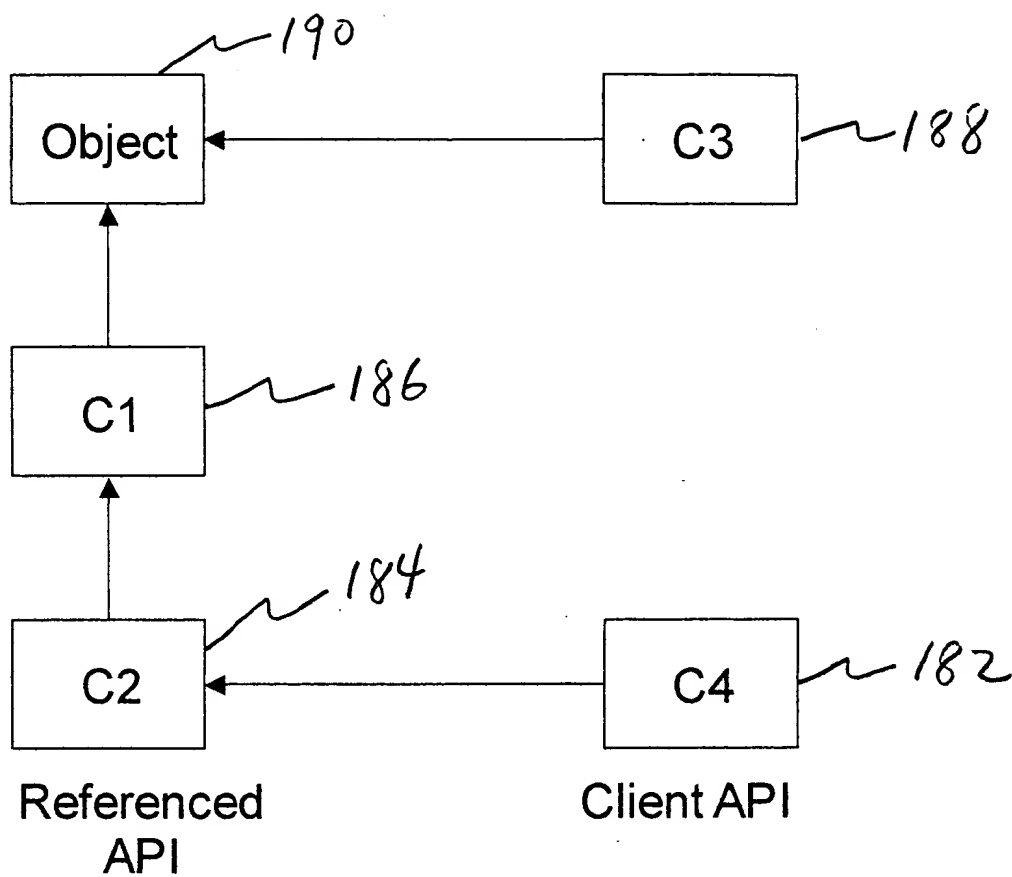 190
Object
C3
188
C1
186
184
C2
C4
182
Referenced
API
Client API